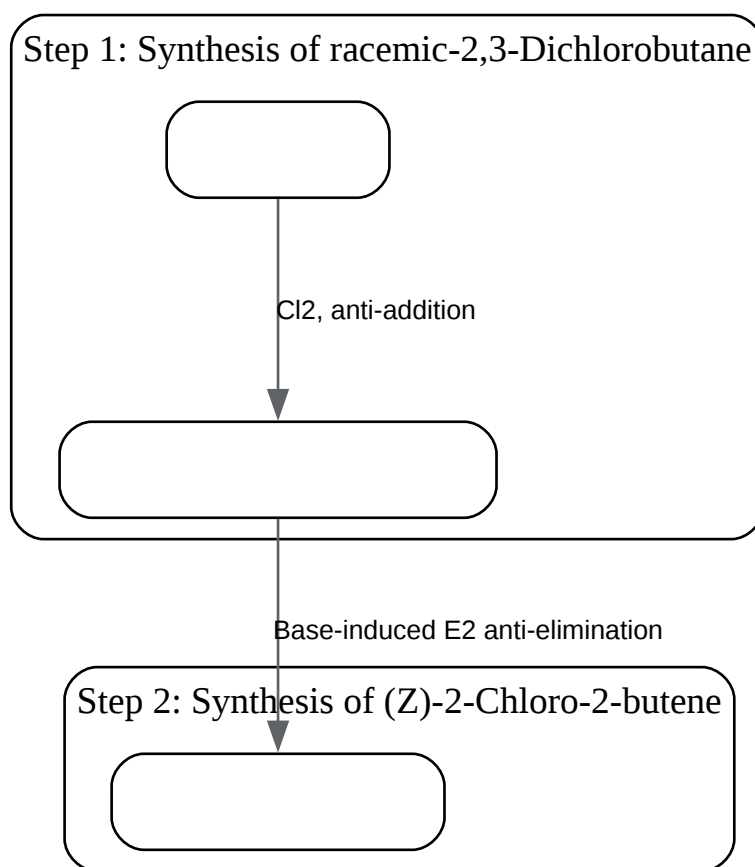 Step 1: Synthesis of racemic-2,3-Dichlorobutane
Cl2, anti-addition
Base-induced E2 anti-elimination
Step 2: Synthesis of (Z)-2-Chloro-2-butene